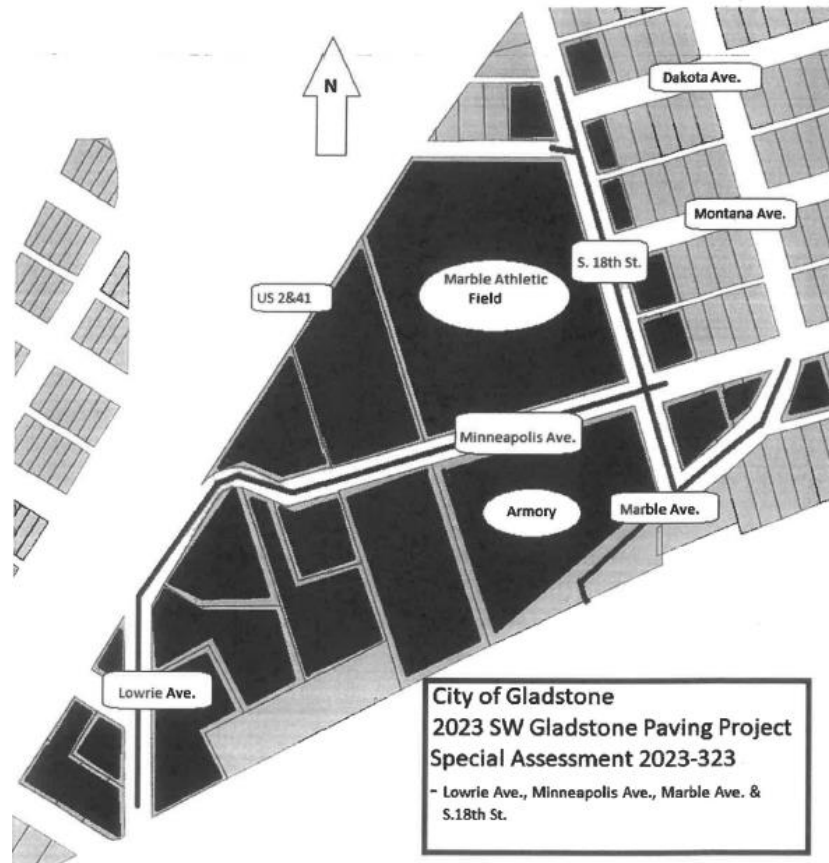 N
Dakota Ave.
Montana Ave.
S. 18th St.
Marble Athletic
Field
US 2&41
Minneapolis Ave.
Armory
Marble Ave.
Lowrie Ave.
City of Gladstone
2023 SW Gladstone Paving Project
Special Assessment 2023-323
- Lowrie Ave., Minneapolis Ave., Marble Ave. &
S.18th St.